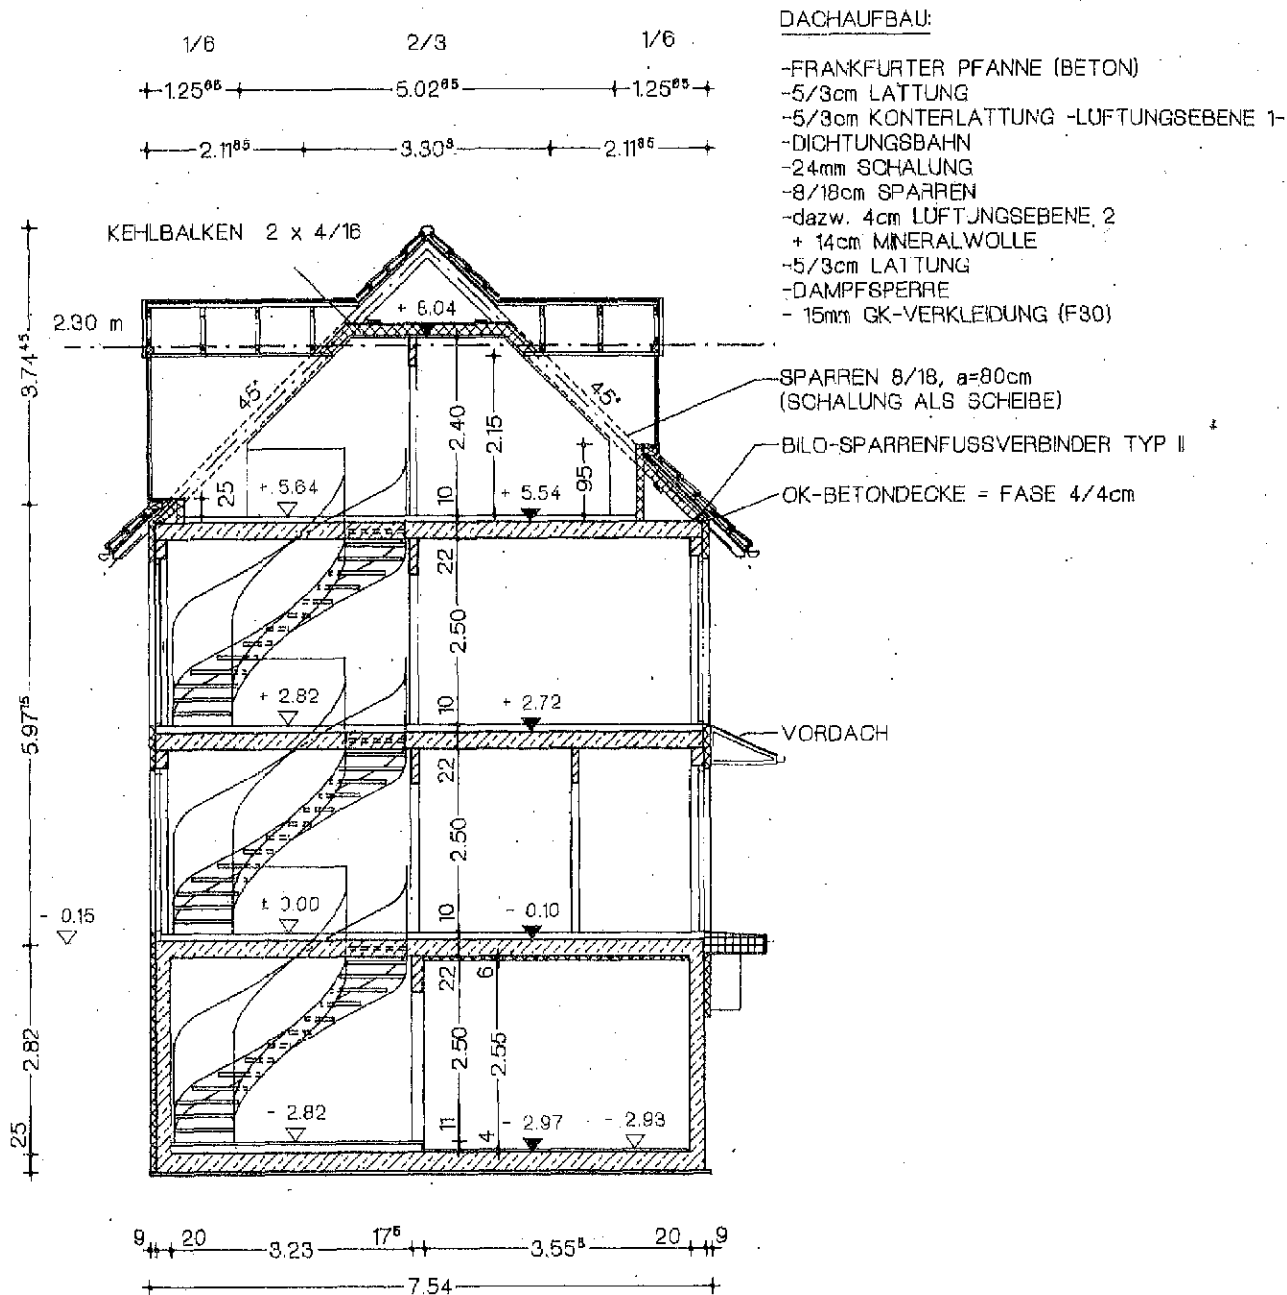 DACHAUFBAU:
1/6 2/3 1/6
-FRANKFURTER PFANNE (BETON)
1.25⁶⁵ 5.02⁶⁵ 1.25⁶⁵
-5/3cm LATTUNG
-5/3cm KONTERLATTUNG -LÜFTUNGSEBENE 1-
2.11⁸⁵ 3.30⁸ 2.11⁸⁵
-DICHTUNGSBAHN
-24mm SCHALUNG
-8/18cm SPARREN
-dazw. 4cm LÜFTUNGSEBENE 2
+ 14cm MINERALWOLLE
-5/3cm LATTUNG
-DAMPFSPERRE
- 15mm GK-VERKLEIDUNG (F30)
KEHLBALKEN 2 x 4/16
+ 8.04
2.30 m
3.74⁴⁵
45°
45°
SPARREN 8/18, a=80cm
(SCHALUNG ALS SCHEIBE)
2.40
2.15
BILO-SPARRENFUSSVERBINDER TYP II
25
+ 5.64
10
+ 5.54
95
OK-BETONDECKE = FASE 4/4cm
22
2.50
5.97¹⁵
+ 2.82
10
+ 2.72
VORDACH
22
2.50
- 0.15
± 0.00
10
- 0.10
22
6
2.82
2.50
2.55
25
- 2.82
11
4
- 2.97
- 2.93
9 20 3.23 17⁵ 3.55⁸ 20 9
7.54